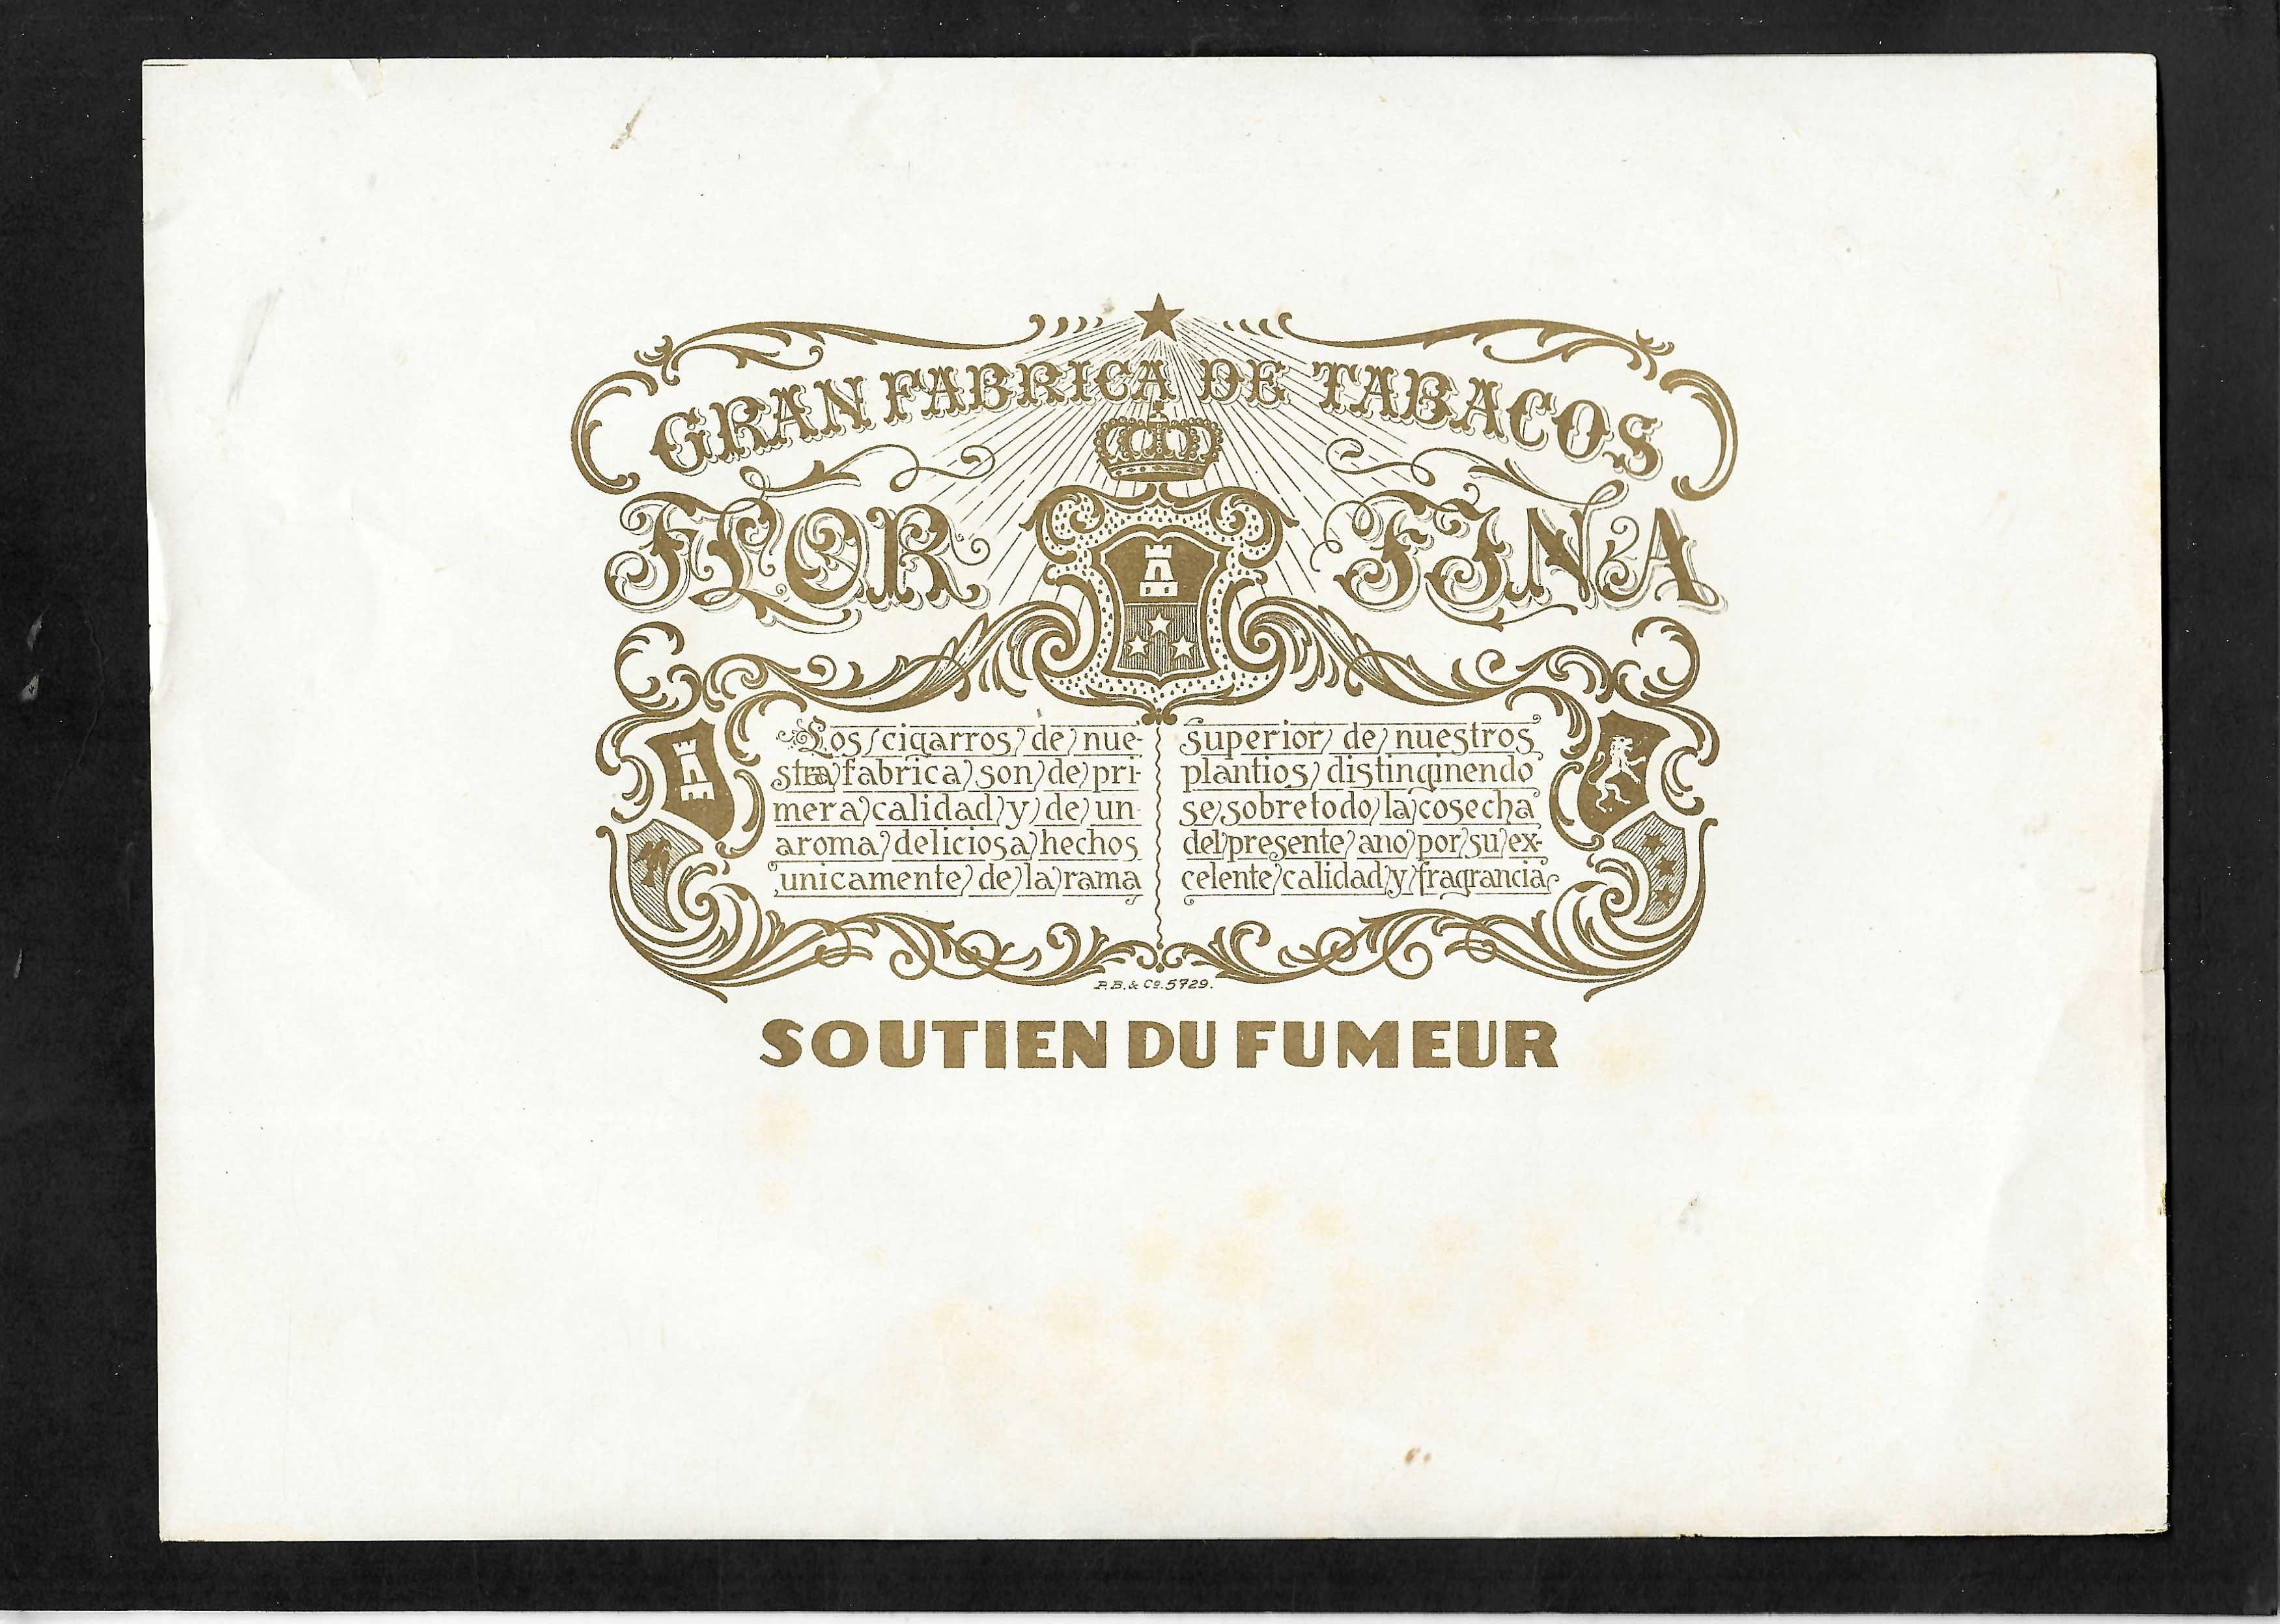 GRAN FABRICA DE TABACOS
FLOR FINA
Los cigarros de nue-
stra fabrica son de pri-
mera calidad y de un
aroma deliciosa hechos
unicamente de la rama
superior de nuestros
plantios distinginendo
se sobre todo la cosecha
del presente ano por su ex-
celente calidad y fragrancia
P.B. & Co. 5729.
SOUTIEN DU FUMEUR